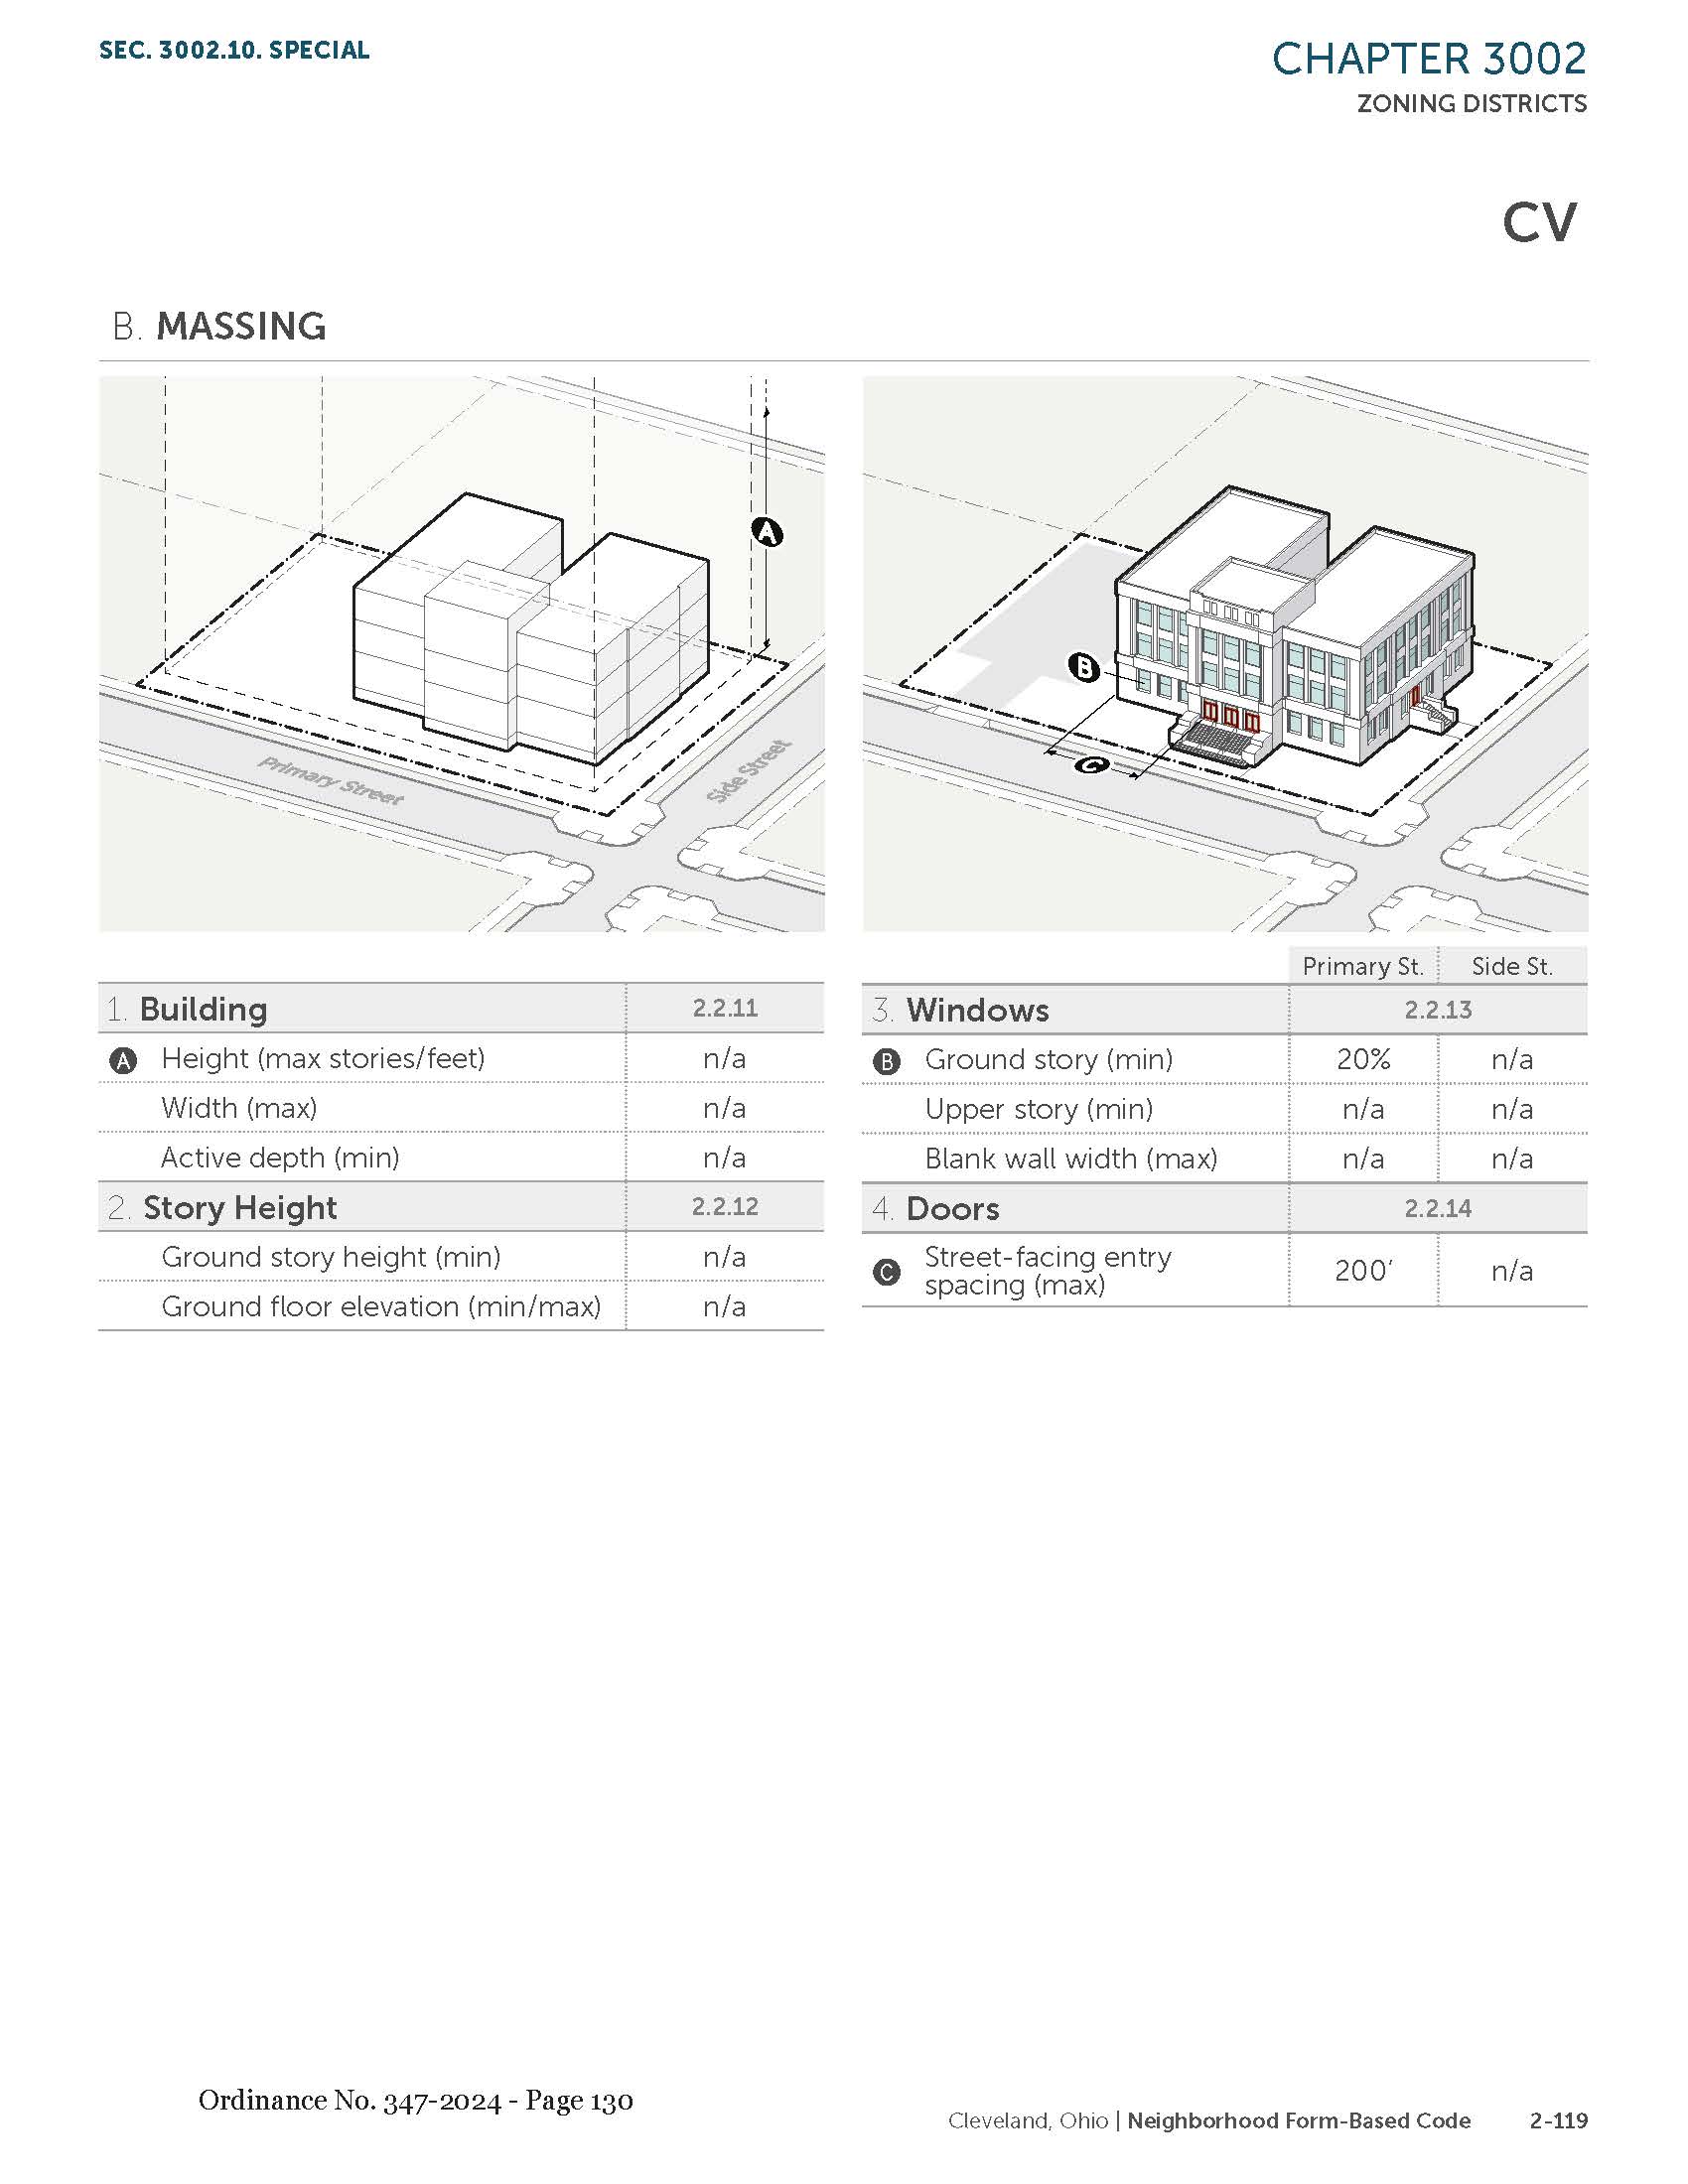 SEC. 3002.10. SPECIAL
CHAPTER 3002
ZONING DISTRICTS
CV
B. MASSING
A
Primary Street
Side Street
B
C
1. Building 2.2.11
A Height (max stories/feet) n/a
Width (max) n/a
Active depth (min) n/a
2. Story Height 2.2.12
Ground story height (min) n/a
Ground floor elevation (min/max) n/a
Primary St. Side St.
3. Windows 2.2.13
B Ground story (min) 20% n/a
Upper story (min) n/a n/a
Blank wall width (max) n/a n/a
4. Doors 2.2.14
C Street-facing entry
spacing (max) 200’ n/a
Ordinance No. 347-2024 - Page 130
Cleveland, Ohio | Neighborhood Form-Based Code 2-119